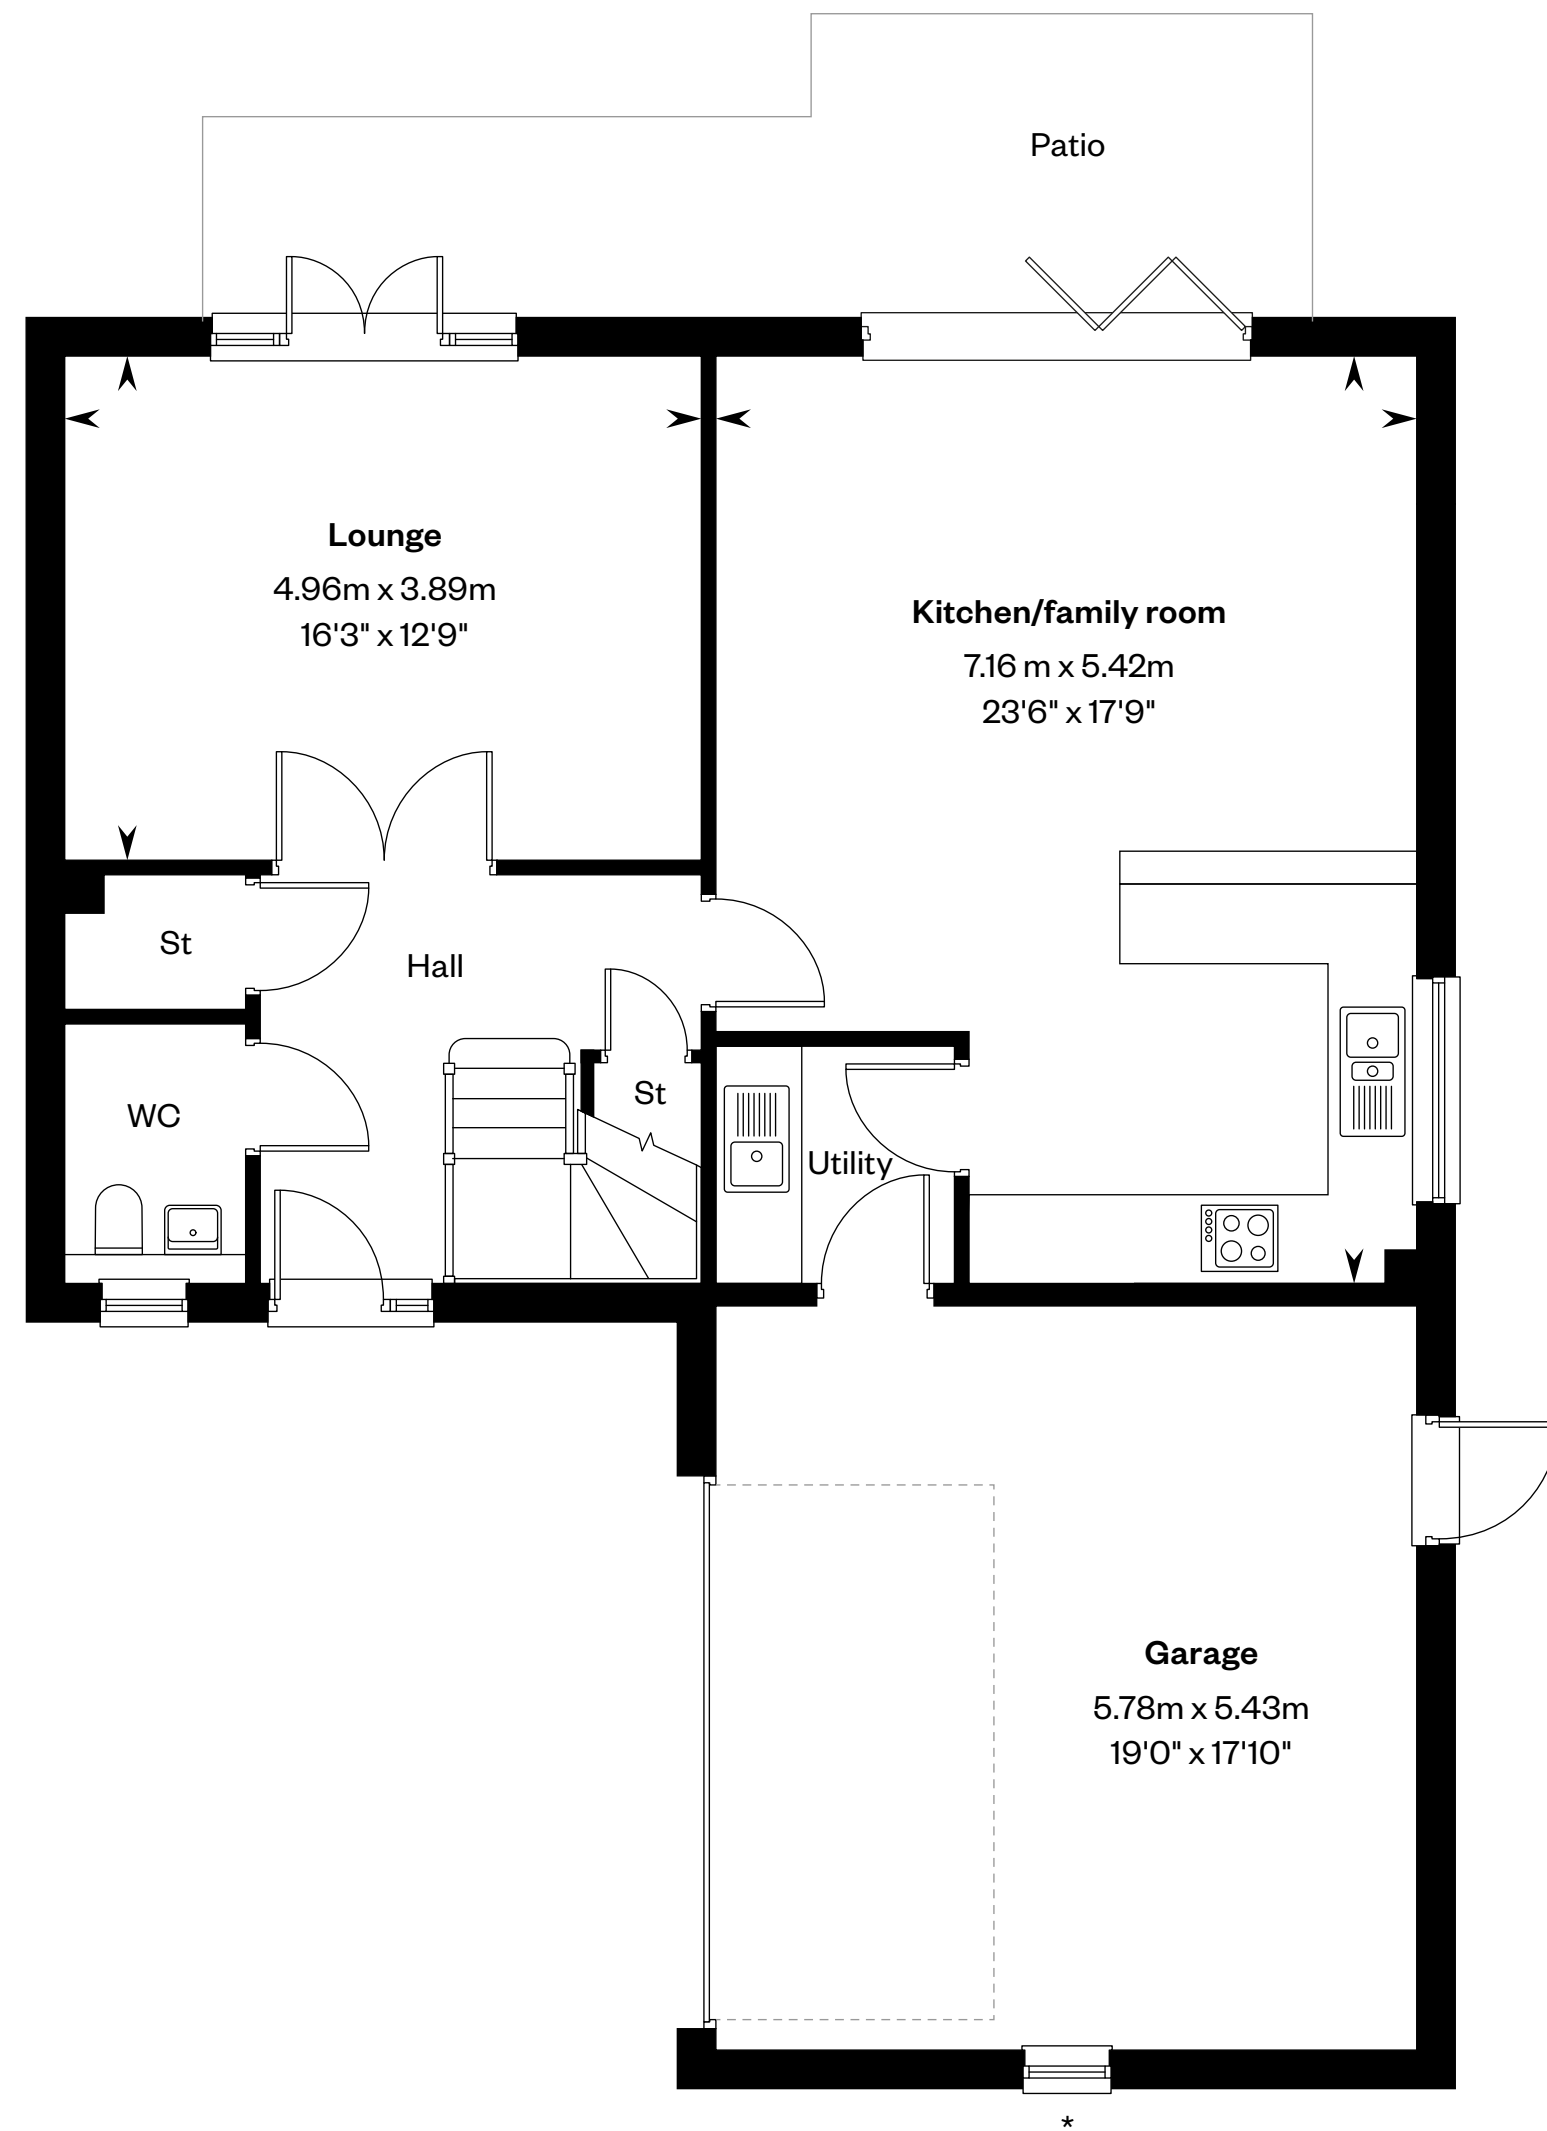 Patio
Lounge
4.96m x 3.89m
16'3" x 12'9"
Kitchen/family room
7.16 m x 5.42m
23'6" x 17'9"
St
Hall
St
WC
Utility
Garage
5.78m x 5.43m
19'0" x 17'10"
*